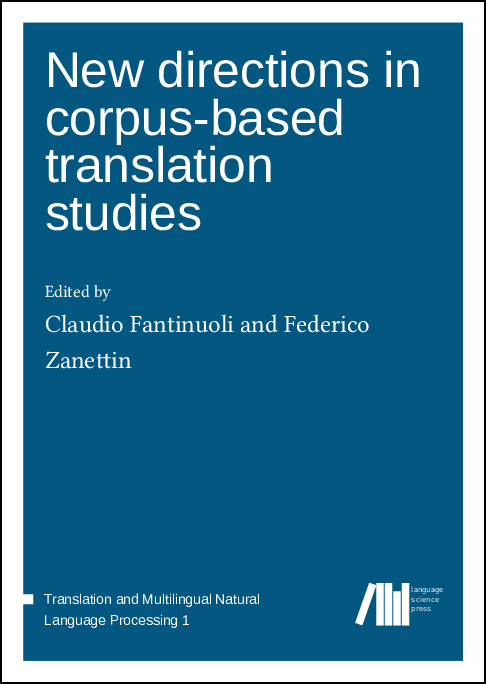 New directions in
corpus-based
translation
studies
Edited by
Claudio Fantinuoli and Federico
Zanettin
Translation and Multilingual Natural
Language Processing 1
language
science
press